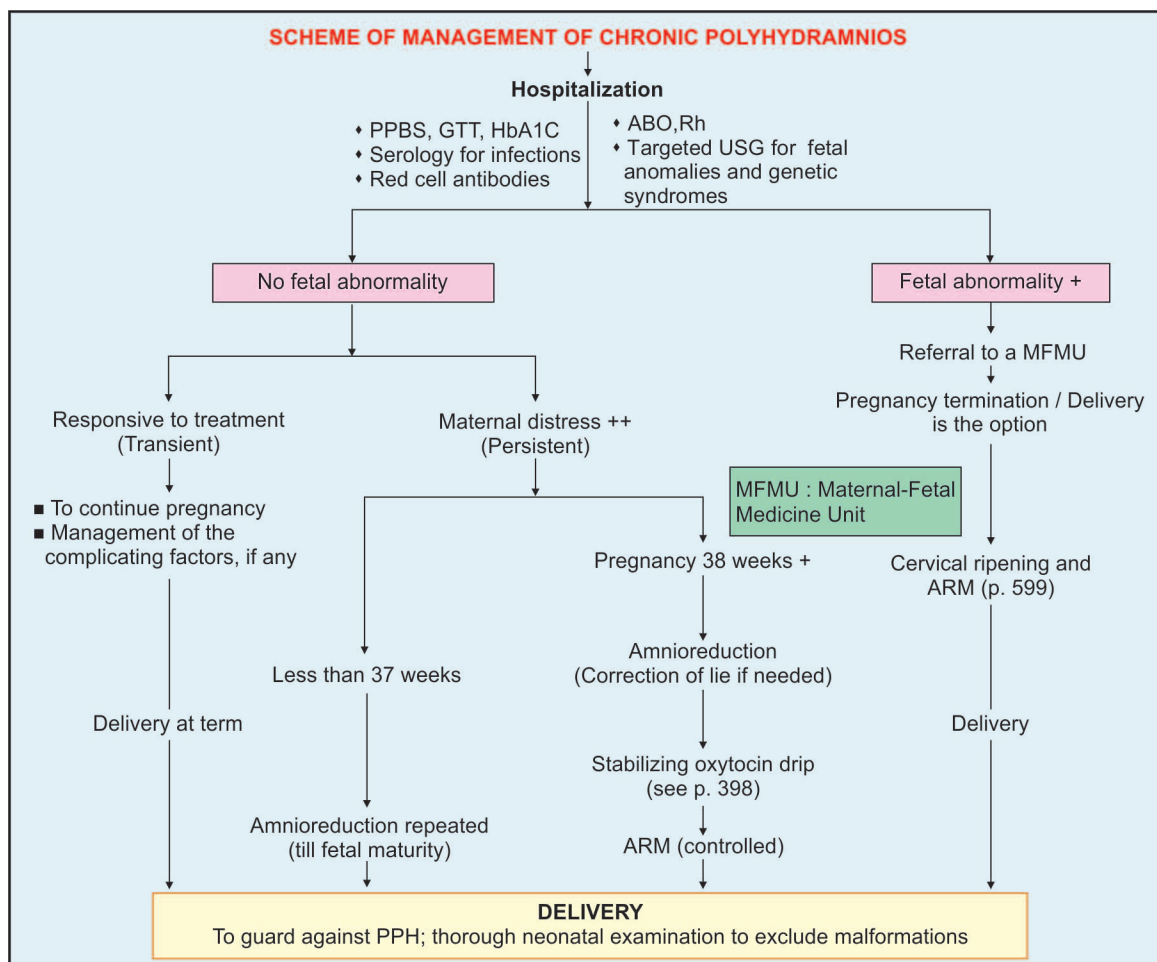 SCHEME OF MANAGEMENT OF CHRONIC POLYHYDRAMNIOS
Hospitalization
♦ PPBS, GTT, HbA1C
♦ Serology for infections
♦ Red cell antibodies
♦ ABO,Rh
♦ Targeted USG for fetal
anomalies and genetic
syndromes
No fetal abnormality
Fetal abnormality +
Referral to a MFMU
Pregnancy termination / Delivery
is the option
Responsive to treatment
(Transient)
Maternal distress ++
(Persistent)
MFMU : Maternal-Fetal
Medicine Unit
■ To continue pregnancy
■ Management of the
complicating factors, if any
Pregnancy 38 weeks +
Cervical ripening and
ARM (p. 599)
Less than 37 weeks
Amnioreduction
(Correction of lie if needed)
Delivery at term
Delivery
Stabilizing oxytocin drip
(see p. 398)
Amnioreduction repeated
(till fetal maturity)
ARM (controlled)
DELIVERY
To guard against PPH; thorough neonatal examination to exclude malformations